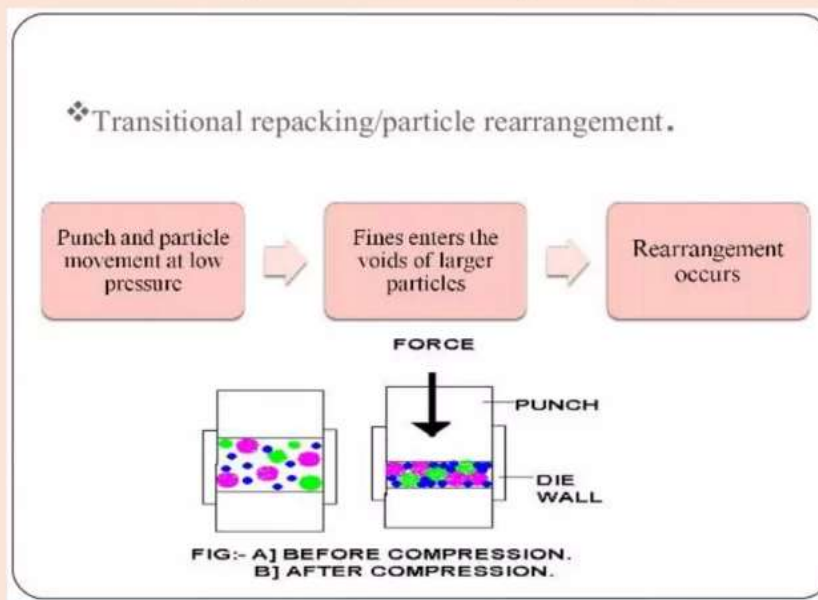 ❖Transitional repacking/particle rearrangement.
Punch and particle
movement at low
pressure
Fines enters the
voids of larger
particles
Rearrangement
occurs
FORCE
PUNCH
DIE
WALL
FIG:- A] BEFORE COMPRESSION.
B] AFTER COMPRESSION.